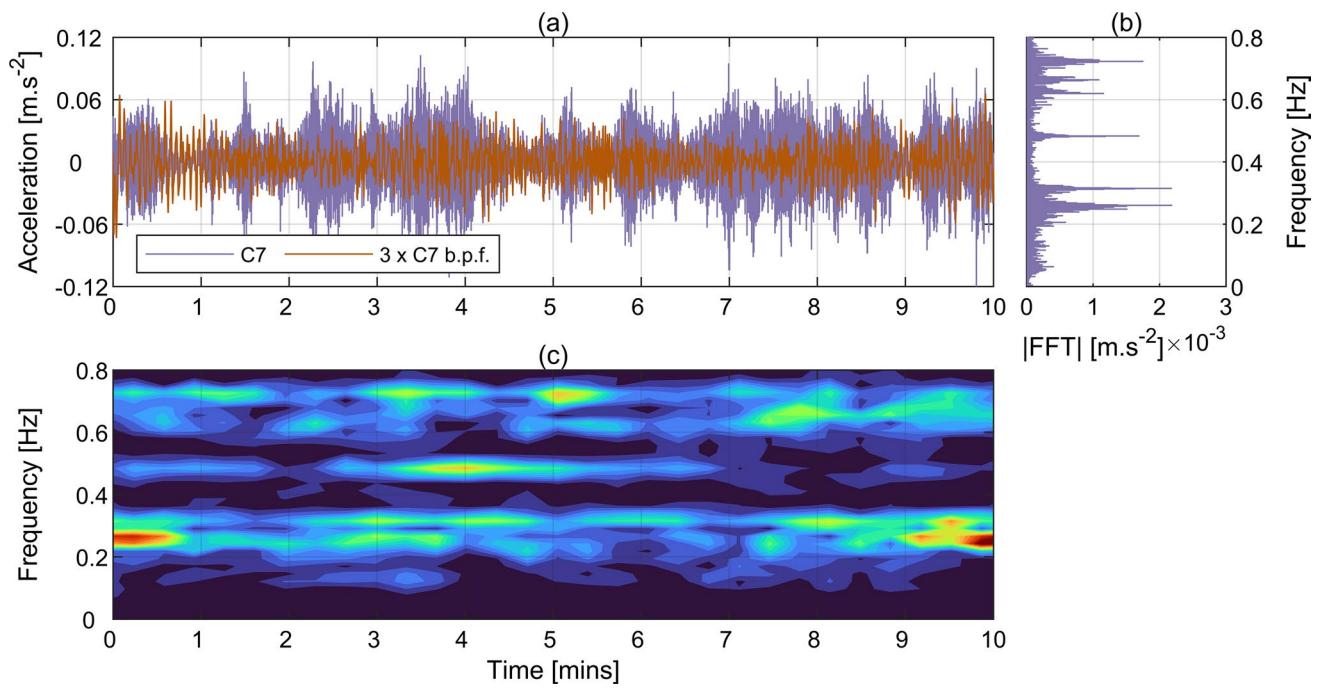 (a)
Acceleration [m.s-2]
0.12
0.06
0
-0.06
-0.12
C7
3 x C7 b.p.f.
0 1 2 3 4 5 6 7 8 9 10
(b)
0.8
0.6
0.4
0.2
0
Frequency [Hz]
0 1 2 3
|FFT| [m.s-2]×10-3
(c)
Frequency [Hz]
0.8
0.6
0.4
0.2
0
0 1 2 3 4 5 6 7 8 9 10
Time [mins]